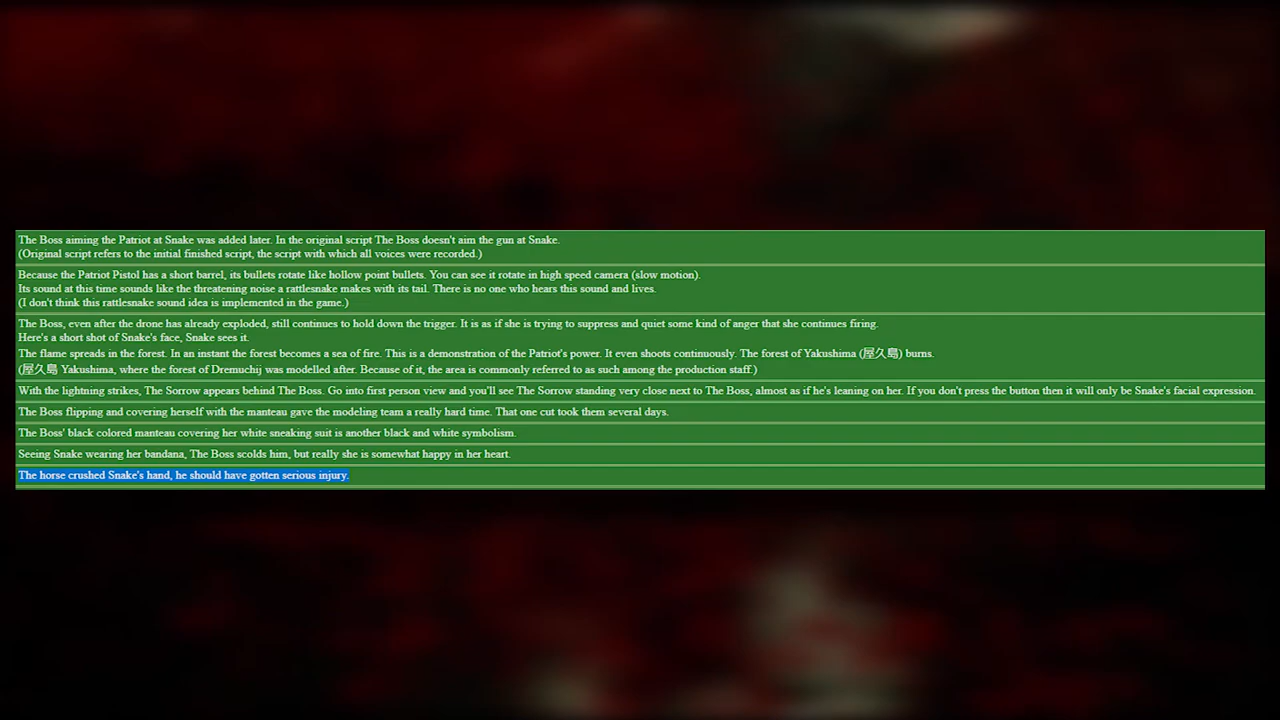 The Boss aiming the Patriot at Snake was added later. In the original script The Boss doesn't aim the gun at Snake.
(Original script refers to the initial finished script, the script with which all voices were recorded.)
Because the Patriot Pistol has a short barrel, its bullets rotate like hollow point bullets. You can see it rotate in high speed camera (slow motion).
Its sound at this time sounds like the threatening noise a rattlesnake makes with its tail. There is no one who hears this sound and lives.
(I don't think this rattlesnake sound idea is implemented in the game.)
The Boss, even after the drone has already exploded, still continues to hold down the trigger. It is as if she is trying to suppress and quiet some kind of anger that she continues firing.
Here's a short shot of Snake's face, Snake sees it.
The flame spreads in the forest. In an instant the forest becomes a sea of fire. This is a demonstration of the Patriot's power. It even shoots continuously. The forest of Yakushima (屋久島) burns.
(屋久島 Yakushima, where the forest of Dremuchij was modelled after. Because of it, the area is commonly referred to as such among the production staff.)
With the lightning strikes, The Sorrow appears behind The Boss. Go into first person view and you'll see The Sorrow standing very close next to The Boss, almost as if he's leaning on her. If you don't press the button then it will only be Snake's facial expression.
The Boss flipping and covering herself with the manteau gave the modeling team a really hard time. That one cut took them several days.
The Boss' black colored manteau covering her white sneaking suit is another black and white symbolism.
Seeing Snake wearing her bandana, The Boss scolds him, but really she is somewhat happy in her heart.
The horse crushed Snake's hand, he should have gotten serious injury.